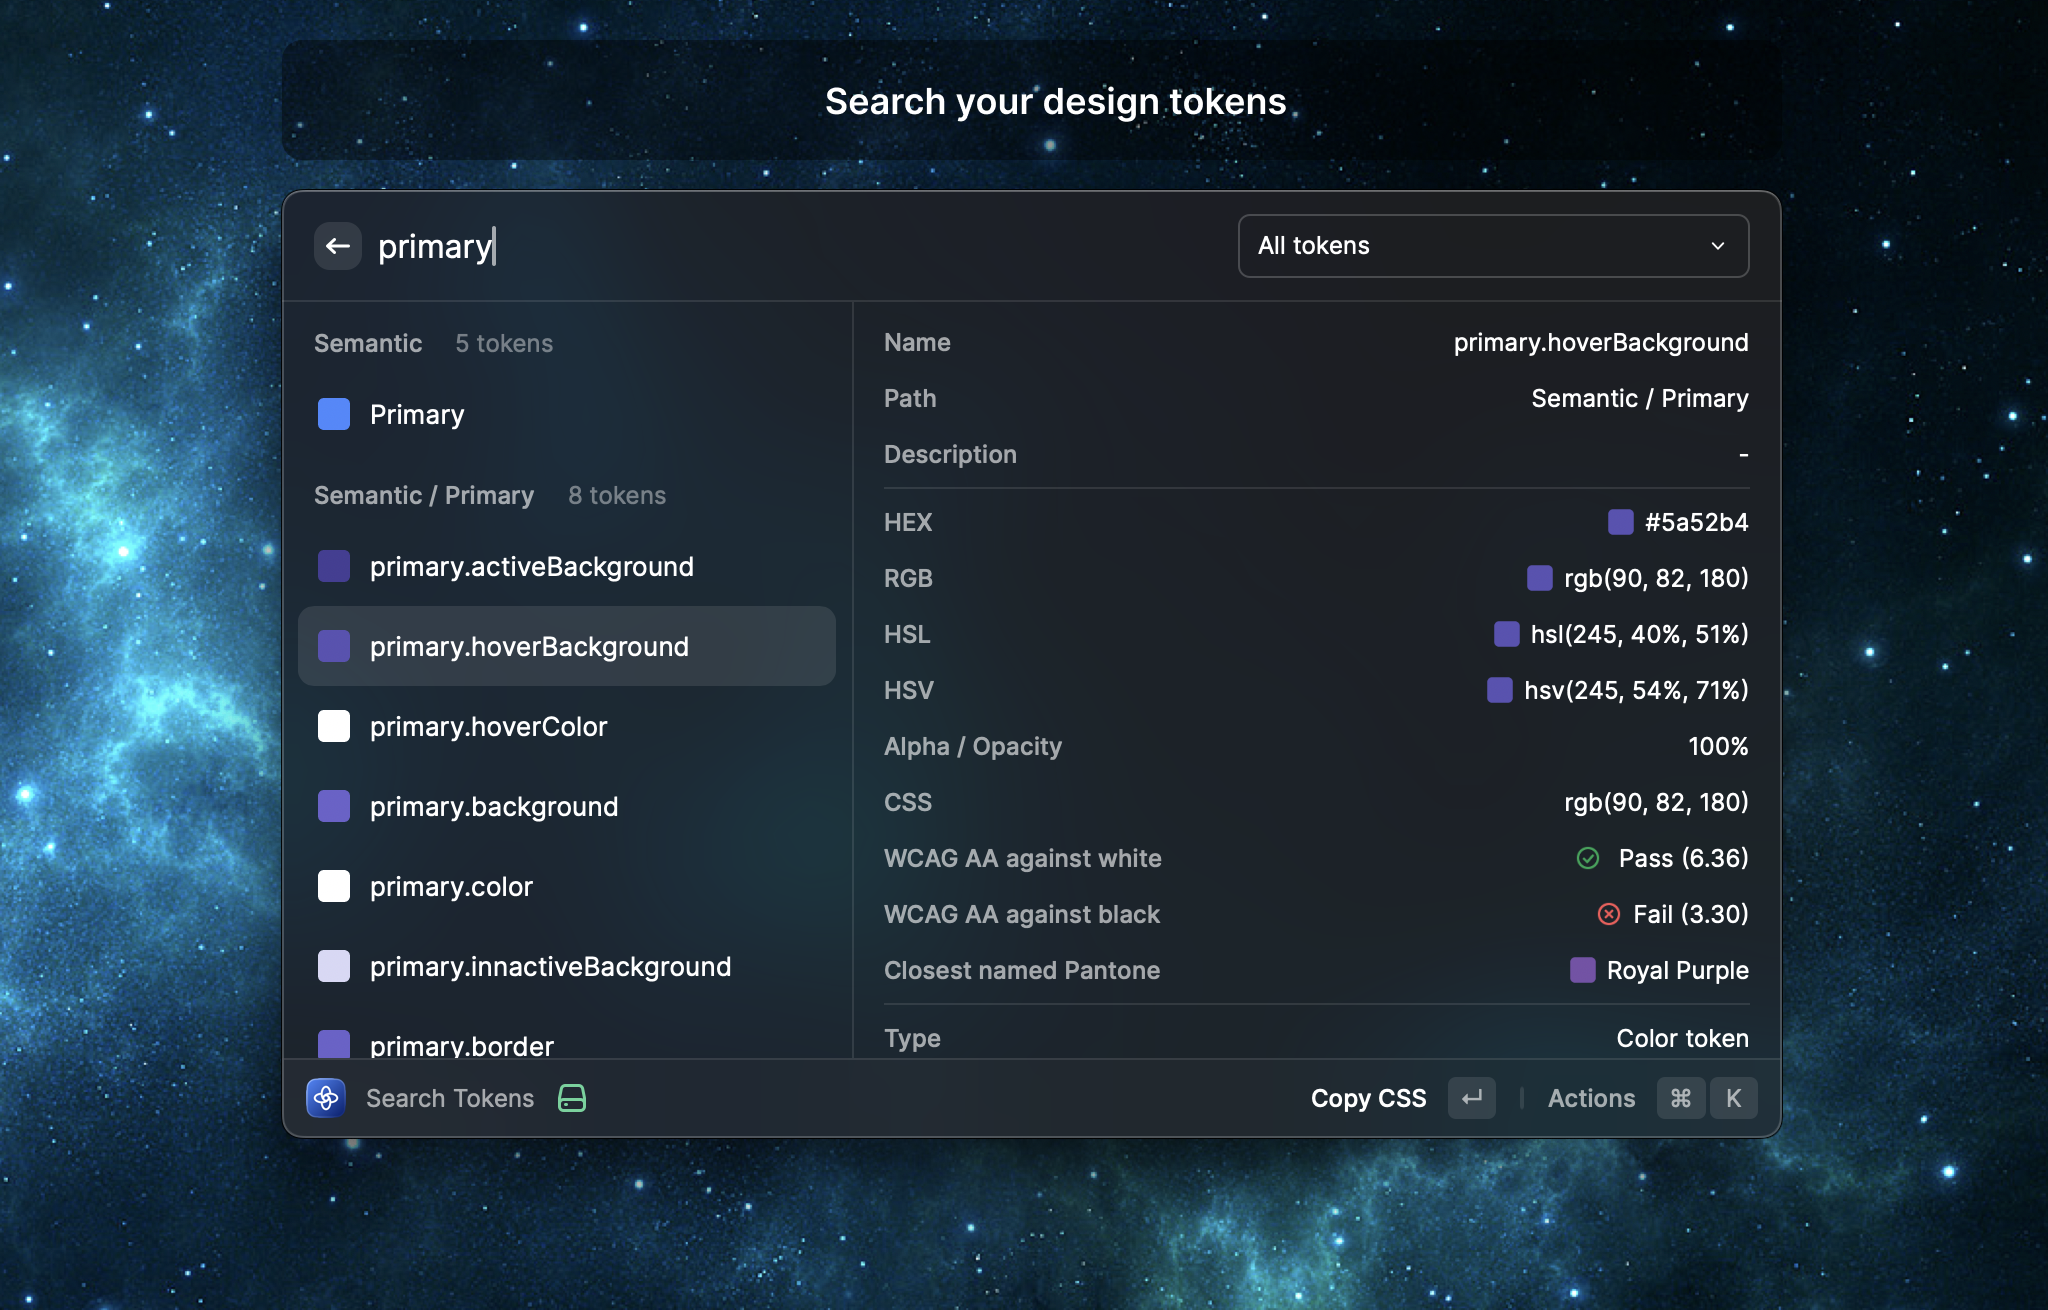 Search your design tokens
primary
All tokens
Semantic 5 tokens
Primary
Semantic / Primary 8 tokens
primary.activeBackground
primary.hoverBackground
primary.hoverColor
primary.background
primary.color
primary.innactiveBackground
primary.border
Name primary.hoverBackground
Path Semantic / Primary
Description -
HEX #5a52b4
RGB rgb(90, 82, 180)
HSL hsl(245, 40%, 51%)
HSV hsv(245, 54%, 71%)
Alpha / Opacity 100%
CSS rgb(90, 82, 180)
WCAG AA against white Pass (6.36)
WCAG AA against black Fail (3.30)
Closest named Pantone Royal Purple
Type Color token
Search Tokens
Copy CSS ↵ Actions ⌘ K